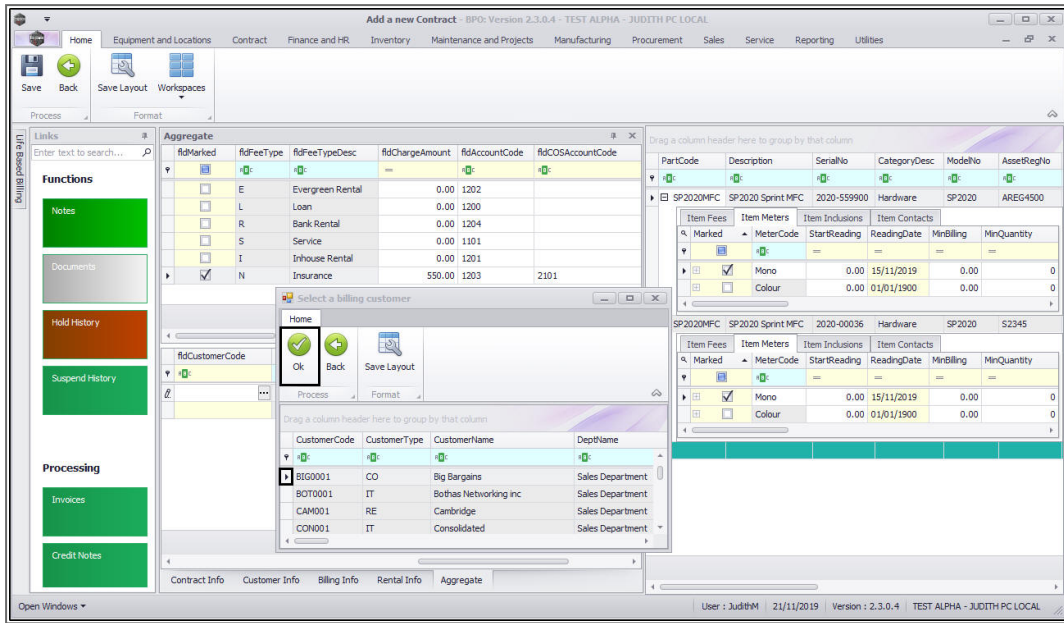 Add a new Contract - BPO: Version 2.3.0.4 - TEST ALPHA - JUDITH PC LOCAL
Home Equipment and Locations Contract Finance and HR Inventory Maintenance and Projects Manufacturing Procurement Sales Service Reporting Utilities
Save Back Save Layout Workspaces
Process Format
Life Based Billing
Links
Enter text to search...
Functions
Notes
Documents
Hold History
Suspend History
Processing
Invoices
Credit Notes
Aggregate
fldMarked fldFeeType fldFeeTypeDesc fldChargeAmount fldAccountCode fldCOSAccountCode
=
E Evergreen Rental 0.00 1202
L Loan 0.00 1200
R Bank Rental 0.00 1204
S Service 0.00 1101
I Inhouse Rental 0.00 1201
N Insurance 550.00 1203 2101
fldCustomerCode
...
Select a billing customer
Home
Ok Back Save Layout
Process Format
Drag a column header here to group by that column
CustomerCode CustomerType CustomerName DeptName
BIG0001 CO Big Bargains Sales Department
BOT0001 IT Bothas Networking inc Sales Department
CAM001 RE Cambridge Sales Department
CON001 IT Consolidated Sales Department
Contract Info Customer Info Billing Info Rental Info Aggregate
Drag a column header here to group by that column
PartCode Description SerialNo CategoryDesc ModelNo AssetRegNo
SP2020MFC SP2020 Sprint MFC 2020-559900 Hardware SP2020 AREG4500
Item Fees Item Meters Item Inclusions Item Contacts
Marked MeterCode StartReading ReadingDate MinBilling MinQuantity
= = = =
Mono 0.00 15/11/2019 0.00 0
Colour 0.00 01/01/1900 0.00 0
SP2020MFC SP2020 Sprint MFC 2020-00036 Hardware SP2020 S2345
Item Fees Item Meters Item Inclusions Item Contacts
Marked MeterCode StartReading ReadingDate MinBilling MinQuantity
= = = =
Mono 0.00 15/11/2019 0.00 0
Colour 0.00 01/01/1900 0.00 0
Open Windows User : JudithM 21/11/2019 Version : 2.3.0.4 TEST ALPHA - JUDITH PC LOCAL